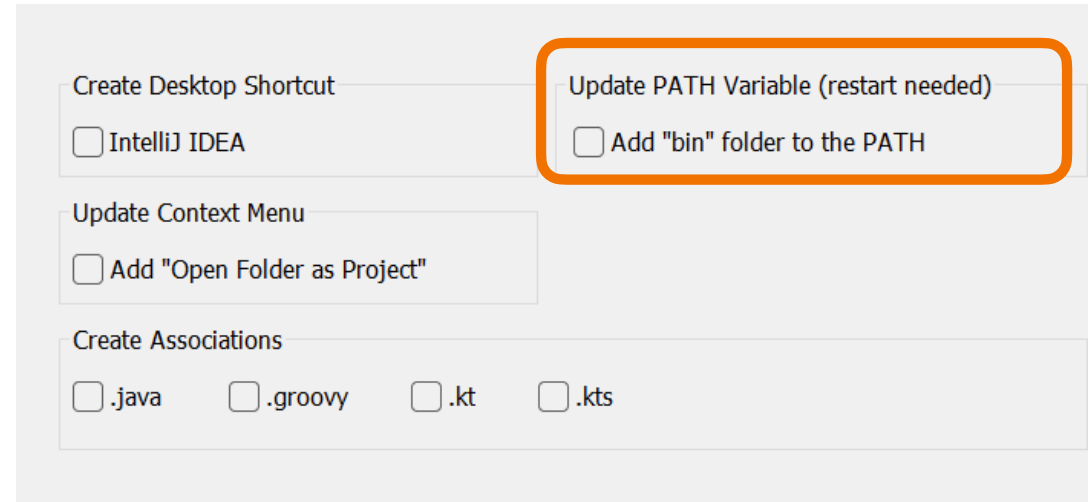 Create Desktop Shortcut
Update PATH Variable (restart needed)
IntelliJ IDEA
Add "bin" folder to the PATH
Update Context Menu
Add "Open Folder as Project"
Create Associations
.java .groovy .kt .kts